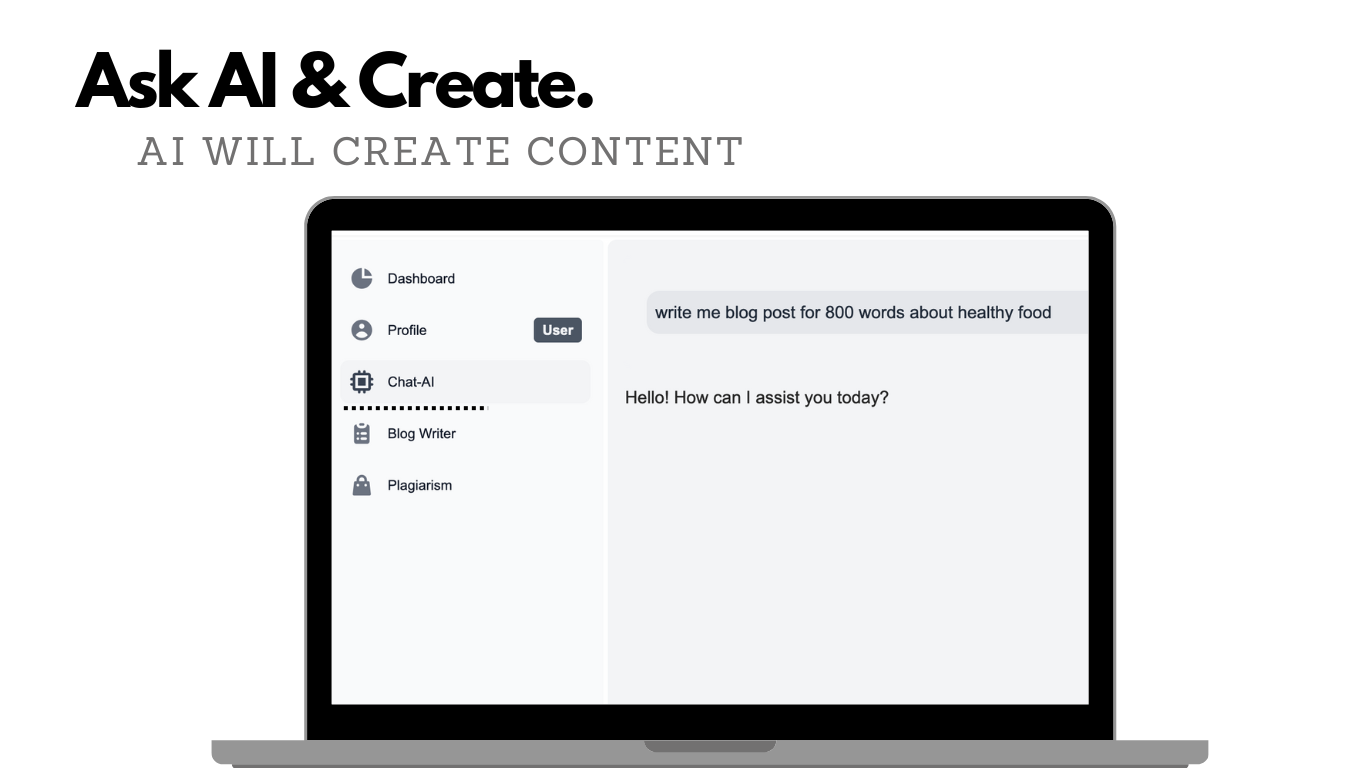 Ask AI & Create.
AI WILL CREATE CONTENT
Dashboard
Profile
User
Chat-AI
Blog Writer
Plagiarism
write me blog post for 800 words about healthy food
Hello! How can I assist you today?